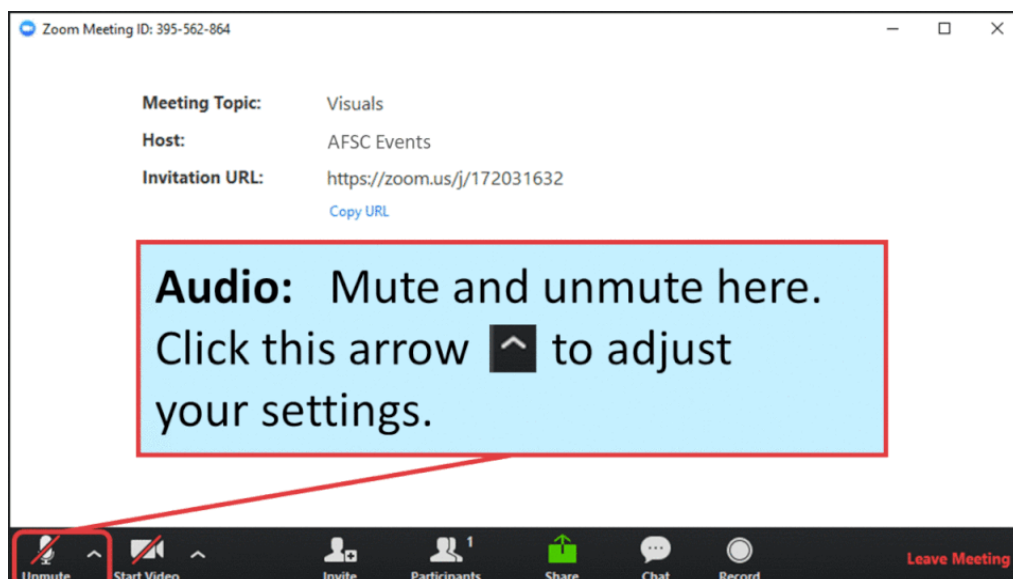 Zoom Meeting ID: 395-562-864
Meeting Topic: Visuals
Host: AFSC Events
Invitation URL: https://zoom.us/j/172031632
Copy URL
Audio: Mute and unmute here.
Click this arrow to adjust
your settings.
1
Unmute Start Video Invite Participants Share Chat Record Leave Meeting